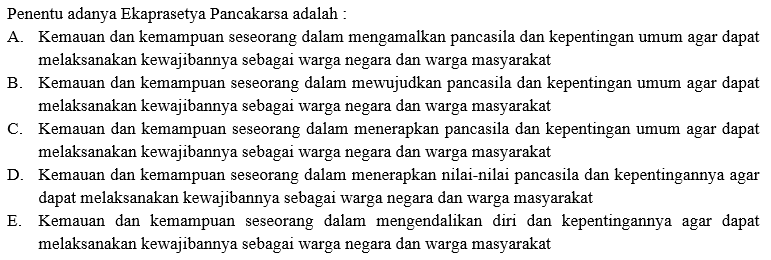 Penentu adanya Ekaprasetya Pancakarsa adalah :
A. Kemauan dan kemampuan seseorang dalam mengamalkan pancasila dan kepentingan umum agar dapat
melaksanakan kewajibannya sebagai warga negara dan warga masyarakat
B. Kemauan dan kemampuan seseorang dalam mewujudkan pancasila dan kepentingan umum agar dapat
melaksanakan kewajibannya sebagai warga negara dan warga masyarakat
C. Kemauan dan kemampuan seseorang dalam menerapkan pancasila dan kepentingan umum agar dapat
melaksanakan kewajibannya sebagai warga negara dan warga masyarakat
D. Kemauan dan kemampuan seseorang dalam menerapkan nilai-nilai pancasila dan kepentingannya agar
dapat melaksanakan kewajibannya sebagai warga negara dan warga masyarakat
E. Kemauan dan kemampuan seseorang dalam mengendalikan diri dan kepentingannya agar dapat
melaksanakan kewajibannya sebagai warga negara dan warga masyarakat